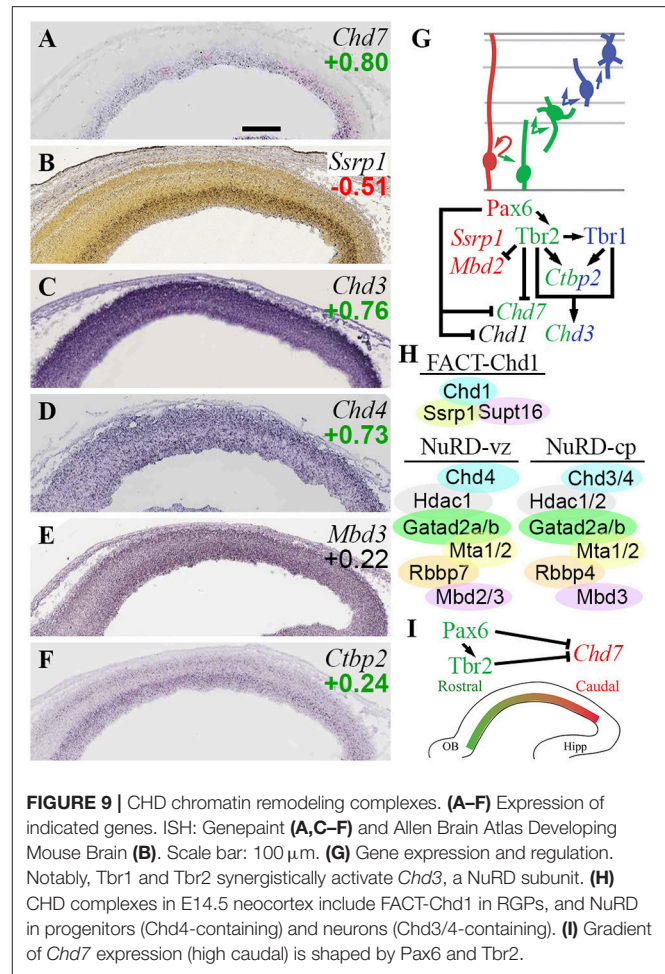 A
Chd7
+0.80
B
Ssrp1
-0.51
C
Chd3
+0.76
D
Chd4
+0.73
E
Mbd3
+0.22
F
Ctbp2
+0.24
G
Pax6
Ssrp1 Tbr2 Tbr1
Mbd2
Ctbp2
Chd7
Chd1
Chd3
H
FACT-Chd1
Chd1
Ssrp1 Supt16
NuRD-vz NuRD-cp
Chd4 Chd3/4
Hdac1 Hdac1/2
Gatad2a/b Gatad2a/b
Mta1/2 Mta1/2
Rbbp7 Rbbp4
Mbd2/3 Mbd3
I
Pax6
Chd7
Tbr2
Rostral Caudal
OB Hipp
FIGURE 9 | CHD chromatin remodeling complexes. (A–F) Expression of
indicated genes. ISH: Genepaint (A,C–F) and Allen Brain Atlas Developing
Mouse Brain (B). Scale bar: 100 μm. (G) Gene expression and regulation.
Notably, Tbr1 and Tbr2 synergistically activate Chd3, a NuRD subunit. (H)
CHD complexes in E14.5 neocortex include FACT-Chd1 in RGPs, and NuRD
in progenitors (Chd4-containing) and neurons (Chd3/4-containing). (I) Gradient
of Chd7 expression (high caudal) is shaped by Pax6 and Tbr2.